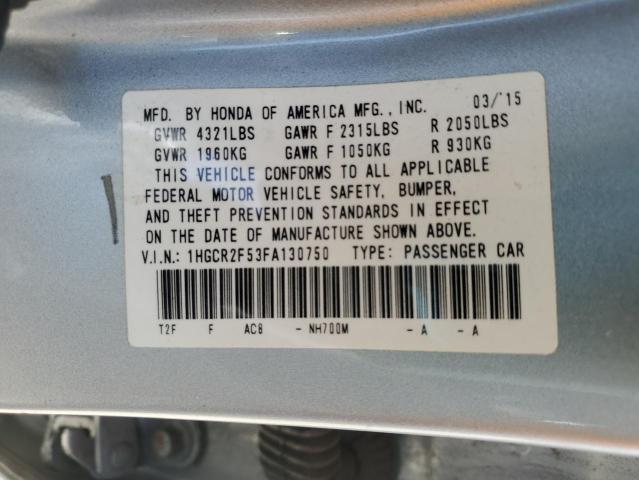 MFD. BY HONDA OF AMERICA MFG., INC. 03/'15
GVWR 4321LBS GAWR F 2315LBS R 2050LBS
GVWR 1960KG GAWR F 1050KG R 930KG
THIS VEHICLE CONFORMS TO ALL APPLICABLE
FEDERAL MOTOR VEHICLE SAFETY, BUMPER,
AND THEFT PREVENTION STANDARDS IN EFFECT
ON THE DATE OF MANUFACTURE SHOWN ABOVE.
V.I.N.: 1HGCR2F53FA130750 TYPE: PASSENGER CAR
T2F F AC8 - NH700M - A - A